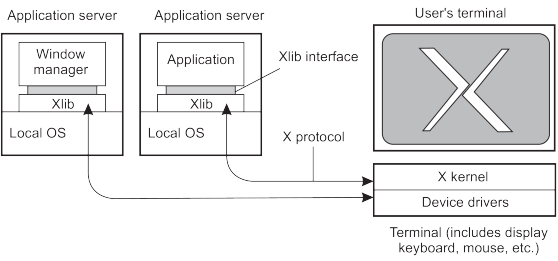 Application server
Application server
User's terminal
Window
manager
Application
Xlib interface
Xlib
Xlib
Local OS
Local OS
X protocol
X kernel
Device drivers
Terminal (includes display
keyboard, mouse, etc.)